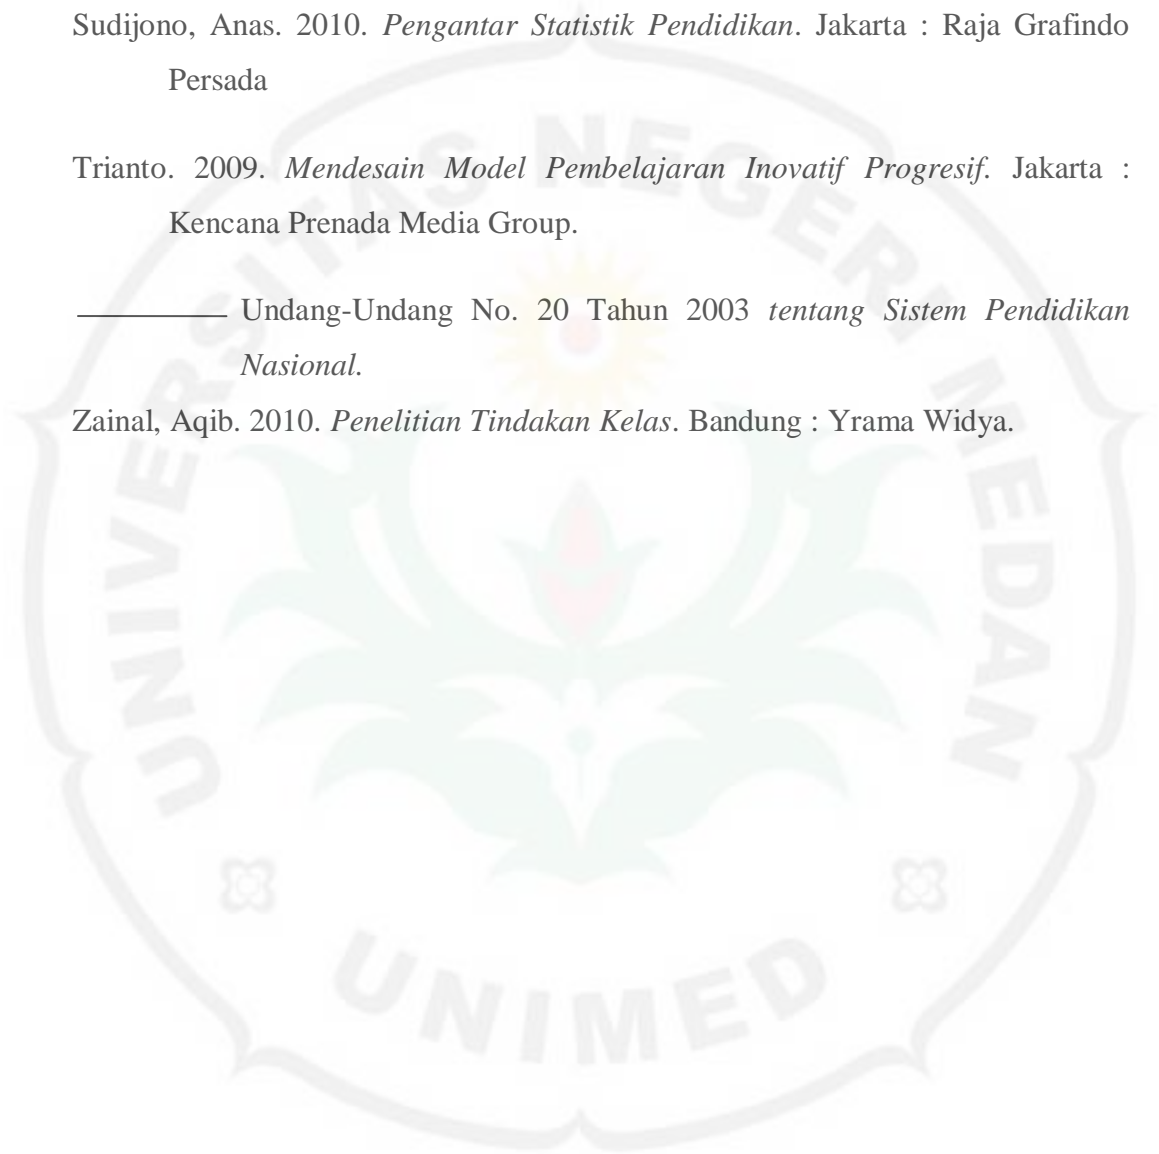 Sudijono, Anas. 2010. Pengantar Statistik Pendidikan. Jakarta : Raja Grafindo
Persada
Trianto. 2009. Mendesain Model Pembelajaran Inovatif Progresif. Jakarta :
Kencana Prenada Media Group.
Undang-Undang No. 20 Tahun 2003 tentang Sistem Pendidikan
Nasional.
Zainal, Aqib. 2010. Penelitian Tindakan Kelas. Bandung : Yrama Widya.
UNIVERSITAS NEGERI MEDAN
UNIMED